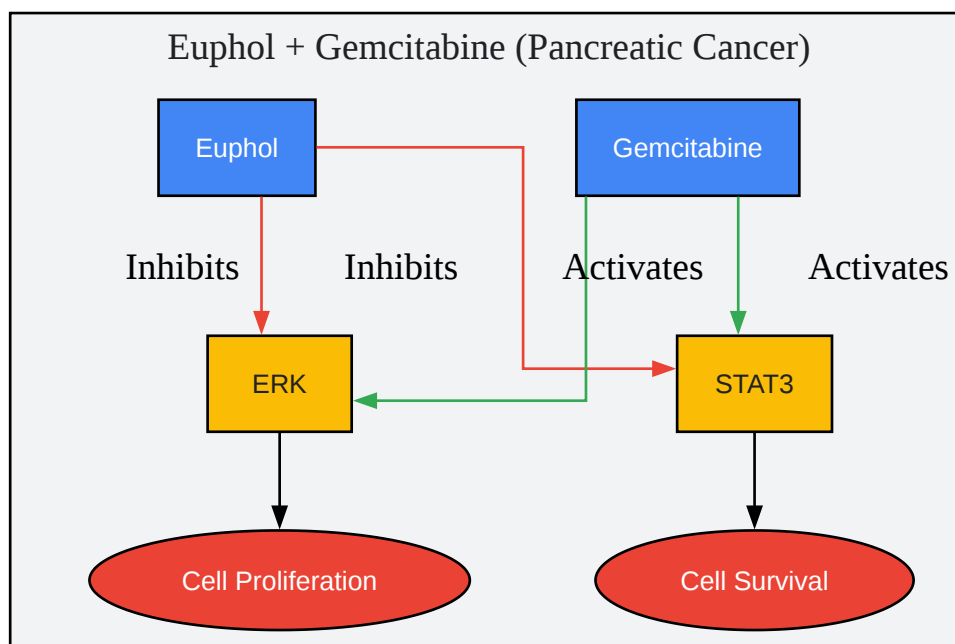 Euphol + Gemcitabine (Pancreatic Cancer)
Euphol
Gemcitabine
Inhibits
Inhibits
Activates
Activates
ERK
STAT3
Cell Proliferation
Cell Survival